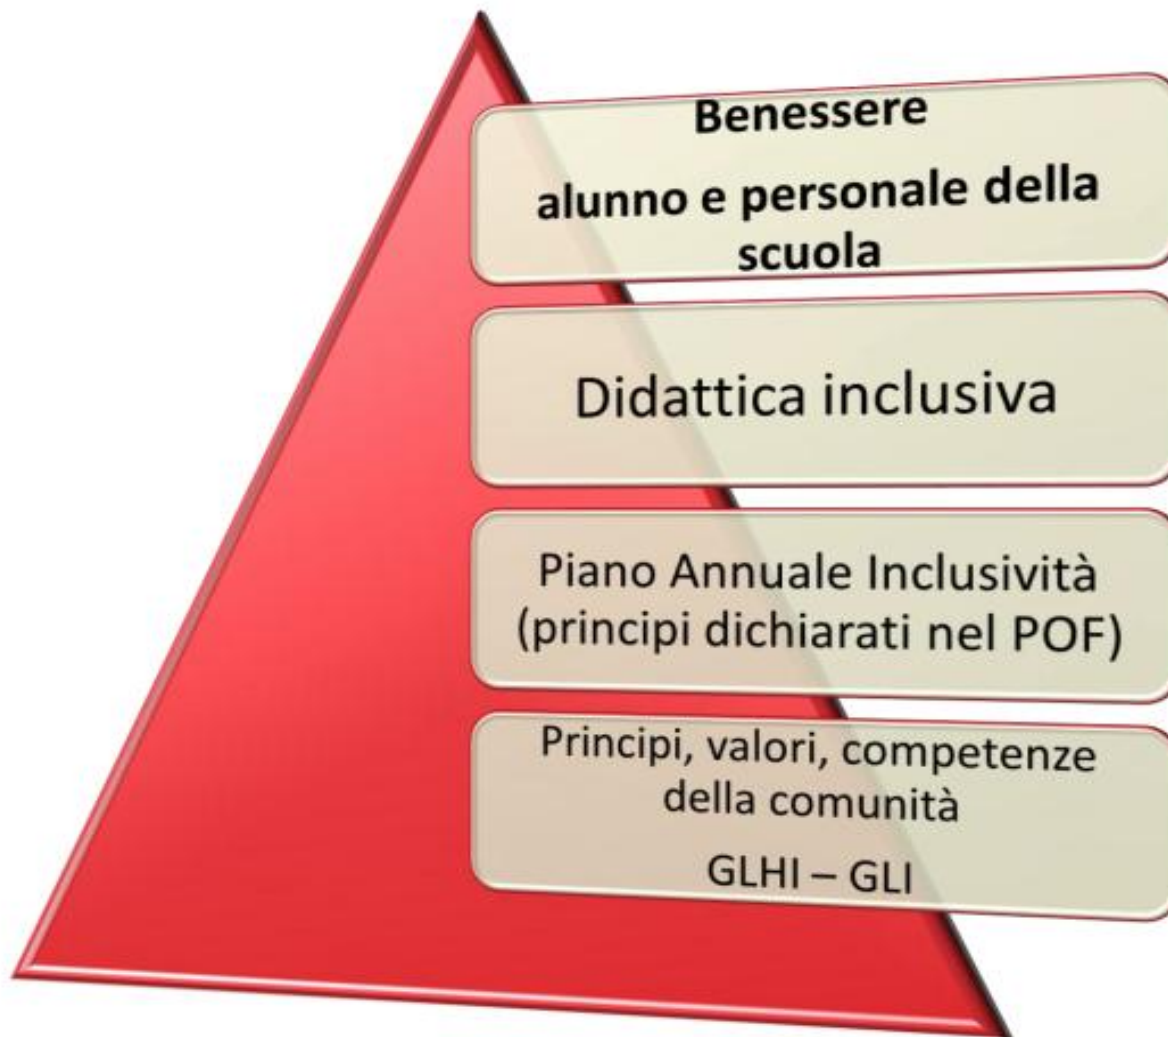 Benessere
alunno e personale della
scuola
Didattica inclusiva
Piano Annuale Inclusività
(principi dichiarati nel POF)
Principi, valori, competenze
della comunità
GLHI – GLI